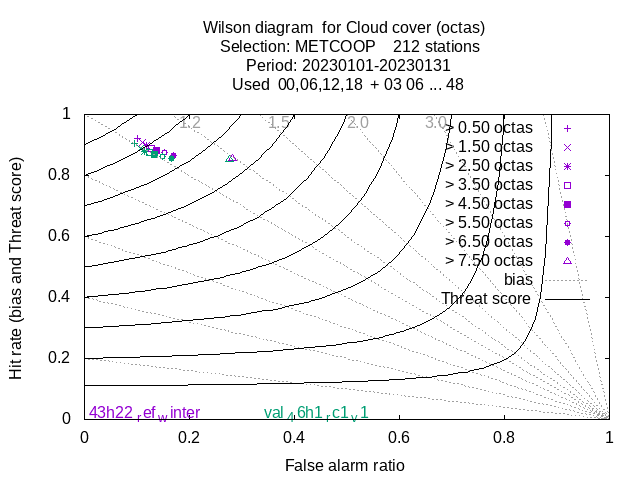 Wilson diagram for Cloud cover (octas)
Selection: METCOOP 212 stations
Period: 20230101-20230131
Used 00,06,12,18 + 03 06 ... 48
1
0.8
0.6
0.4
0.2
0
Hit rate (bias and Threat score)
1.2
1.5
2.0
3.0
> 0.50 octas
> 1.50 octas
> 2.50 octas
> 3.50 octas
> 4.50 octas
> 5.50 octas
> 6.50 octas
> 7.50 octas
bias
Threat score
43h22ᵣef_winter val₄6h1ᵣc1ᵥ1
0 0.2 0.4 0.6 0.8 1
False alarm ratio